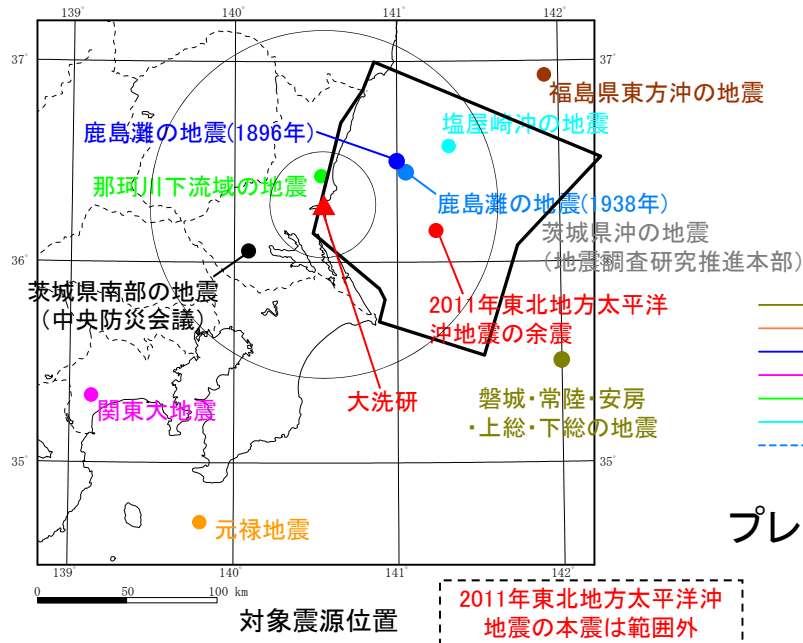 139° 140° 141° 142°
37° 37°
福島県東方沖の地震
塩屋崎沖の地震
鹿島灘の地震(1896年)
那珂川下流域の地震
鹿島灘の地震(1938年)
茨城県沖の地震
(地震調査研究推進本部)
36° 36°
茨城県南部の地震
(中央防災会議)
2011年東北地方太平洋
沖地震の余震
大洗研
関東大地震
磐城・常陸・安房
・上総・下総の地震
35° 35°
元禄地震
プレ
139° 140° 141° 142°
0 50 100 km
対象震源位置
2011年東北地方太平洋沖
地震の本震は範囲外